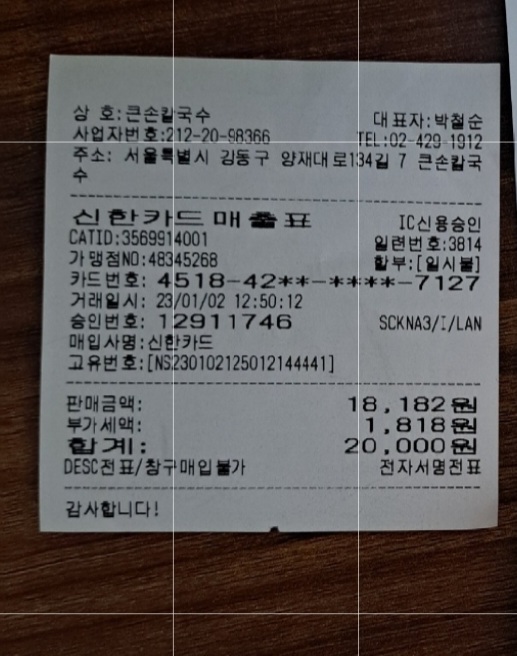 상 호:큰손칼국수 대표자:박철순
사업자번호:212-20-98366 TEL:02-429-1912
주소: 서울특별시 강동구 양재대로134길 7 큰손칼국
수
신한카드매출표 IC신용승인
CATID:3569914001 일련번호:3814
가맹점NO:48345268 할부:[일시불]
카드번호: 4518-42**-****-7127
거래일시: 23/01/02 12:50:12
승인번호: 12911746 SCKNA3/I/LAN
매입사명:신한카드
고유번호:[NS230102125012144441]
판매금액: 18,182원
부가세액: 1,818원
합계: 20,000원
DESC전표/창구매입불가 전자서명전표
감사합니다!